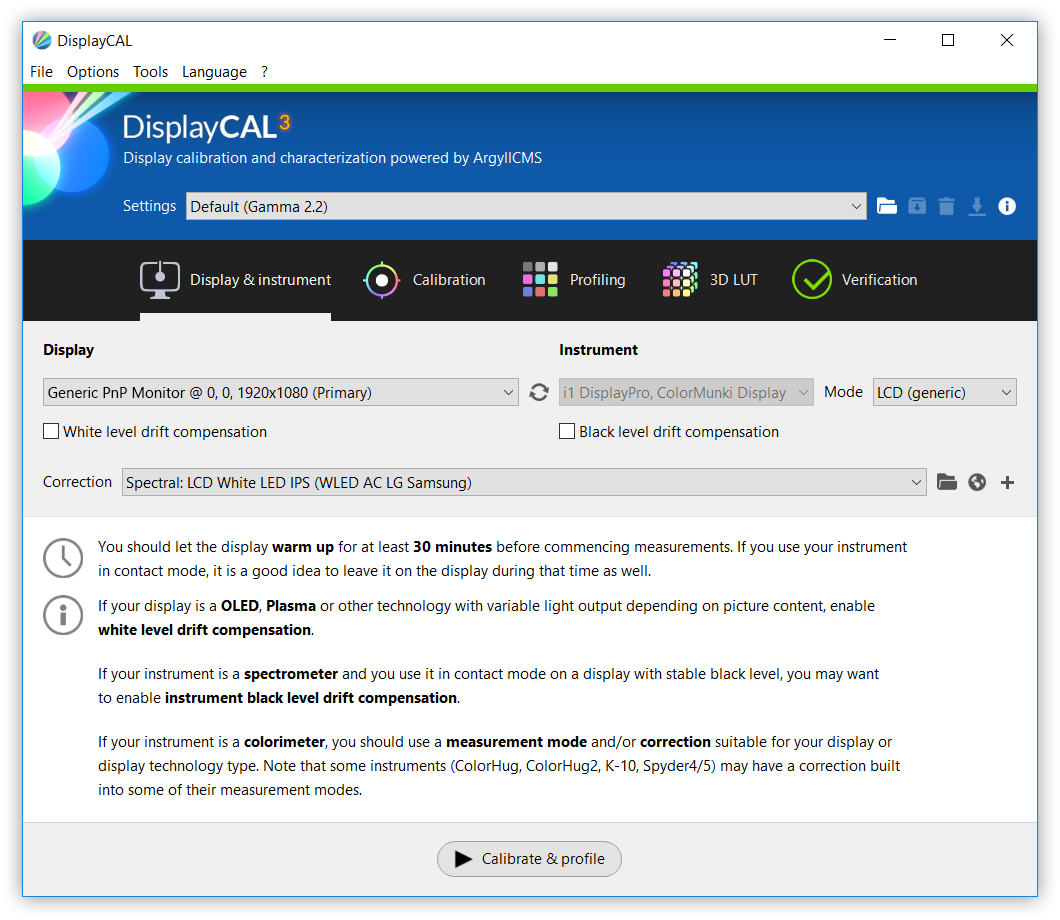 DisplayCAL
File Options Tools Language ?
DisplayCAL3
Display calibration and characterization powered by ArgyllCMS
Settings Default (Gamma 2.2)
Display & instrument Calibration Profiling 3D LUT Verification
Display Instrument
Generic PnP Monitor @ 0, 0, 1920x1080 (Primary) i1 DisplayPro, ColorMunki Display Mode LCD (generic)
White level drift compensation Black level drift compensation
Correction Spectral: LCD White LED IPS (WLED AC LG Samsung)
You should let the display warm up for at least 30 minutes before commencing measurements. If you use your instrument
in contact mode, it is a good idea to leave it on the display during that time as well.
If your display is a OLED, Plasma or other technology with variable light output depending on picture content, enable
white level drift compensation.
If your instrument is a spectrometer and you use it in contact mode on a display with stable black level, you may want
to enable instrument black level drift compensation.
If your instrument is a colorimeter, you should use a measurement mode and/or correction suitable for your display or
display technology type. Note that some instruments (ColorHug, ColorHug2, K-10, Spyder4/5) may have a correction built
into some of their measurement modes.
Calibrate & profile